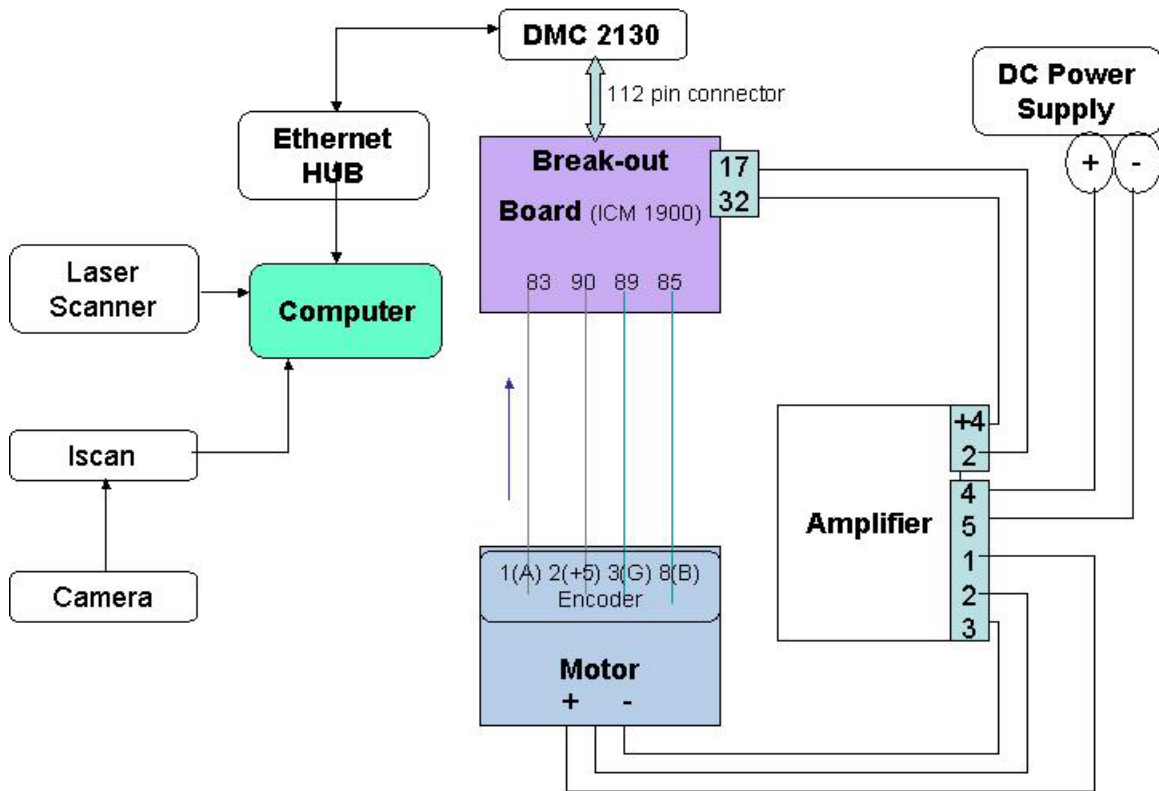 DMC 2130
DC Power
Supply
+ -
112 pin connector
Ethernet
HUB
Break-out
Board (ICM 1900)
17
32
83 90 89 85
Laser
Scanner
Computer
Iscan
Camera
Amplifier
+4
2
4
5
1
2
3
1(A) 2(+5) 3(G) 8(B)
Encoder
Motor
+ -